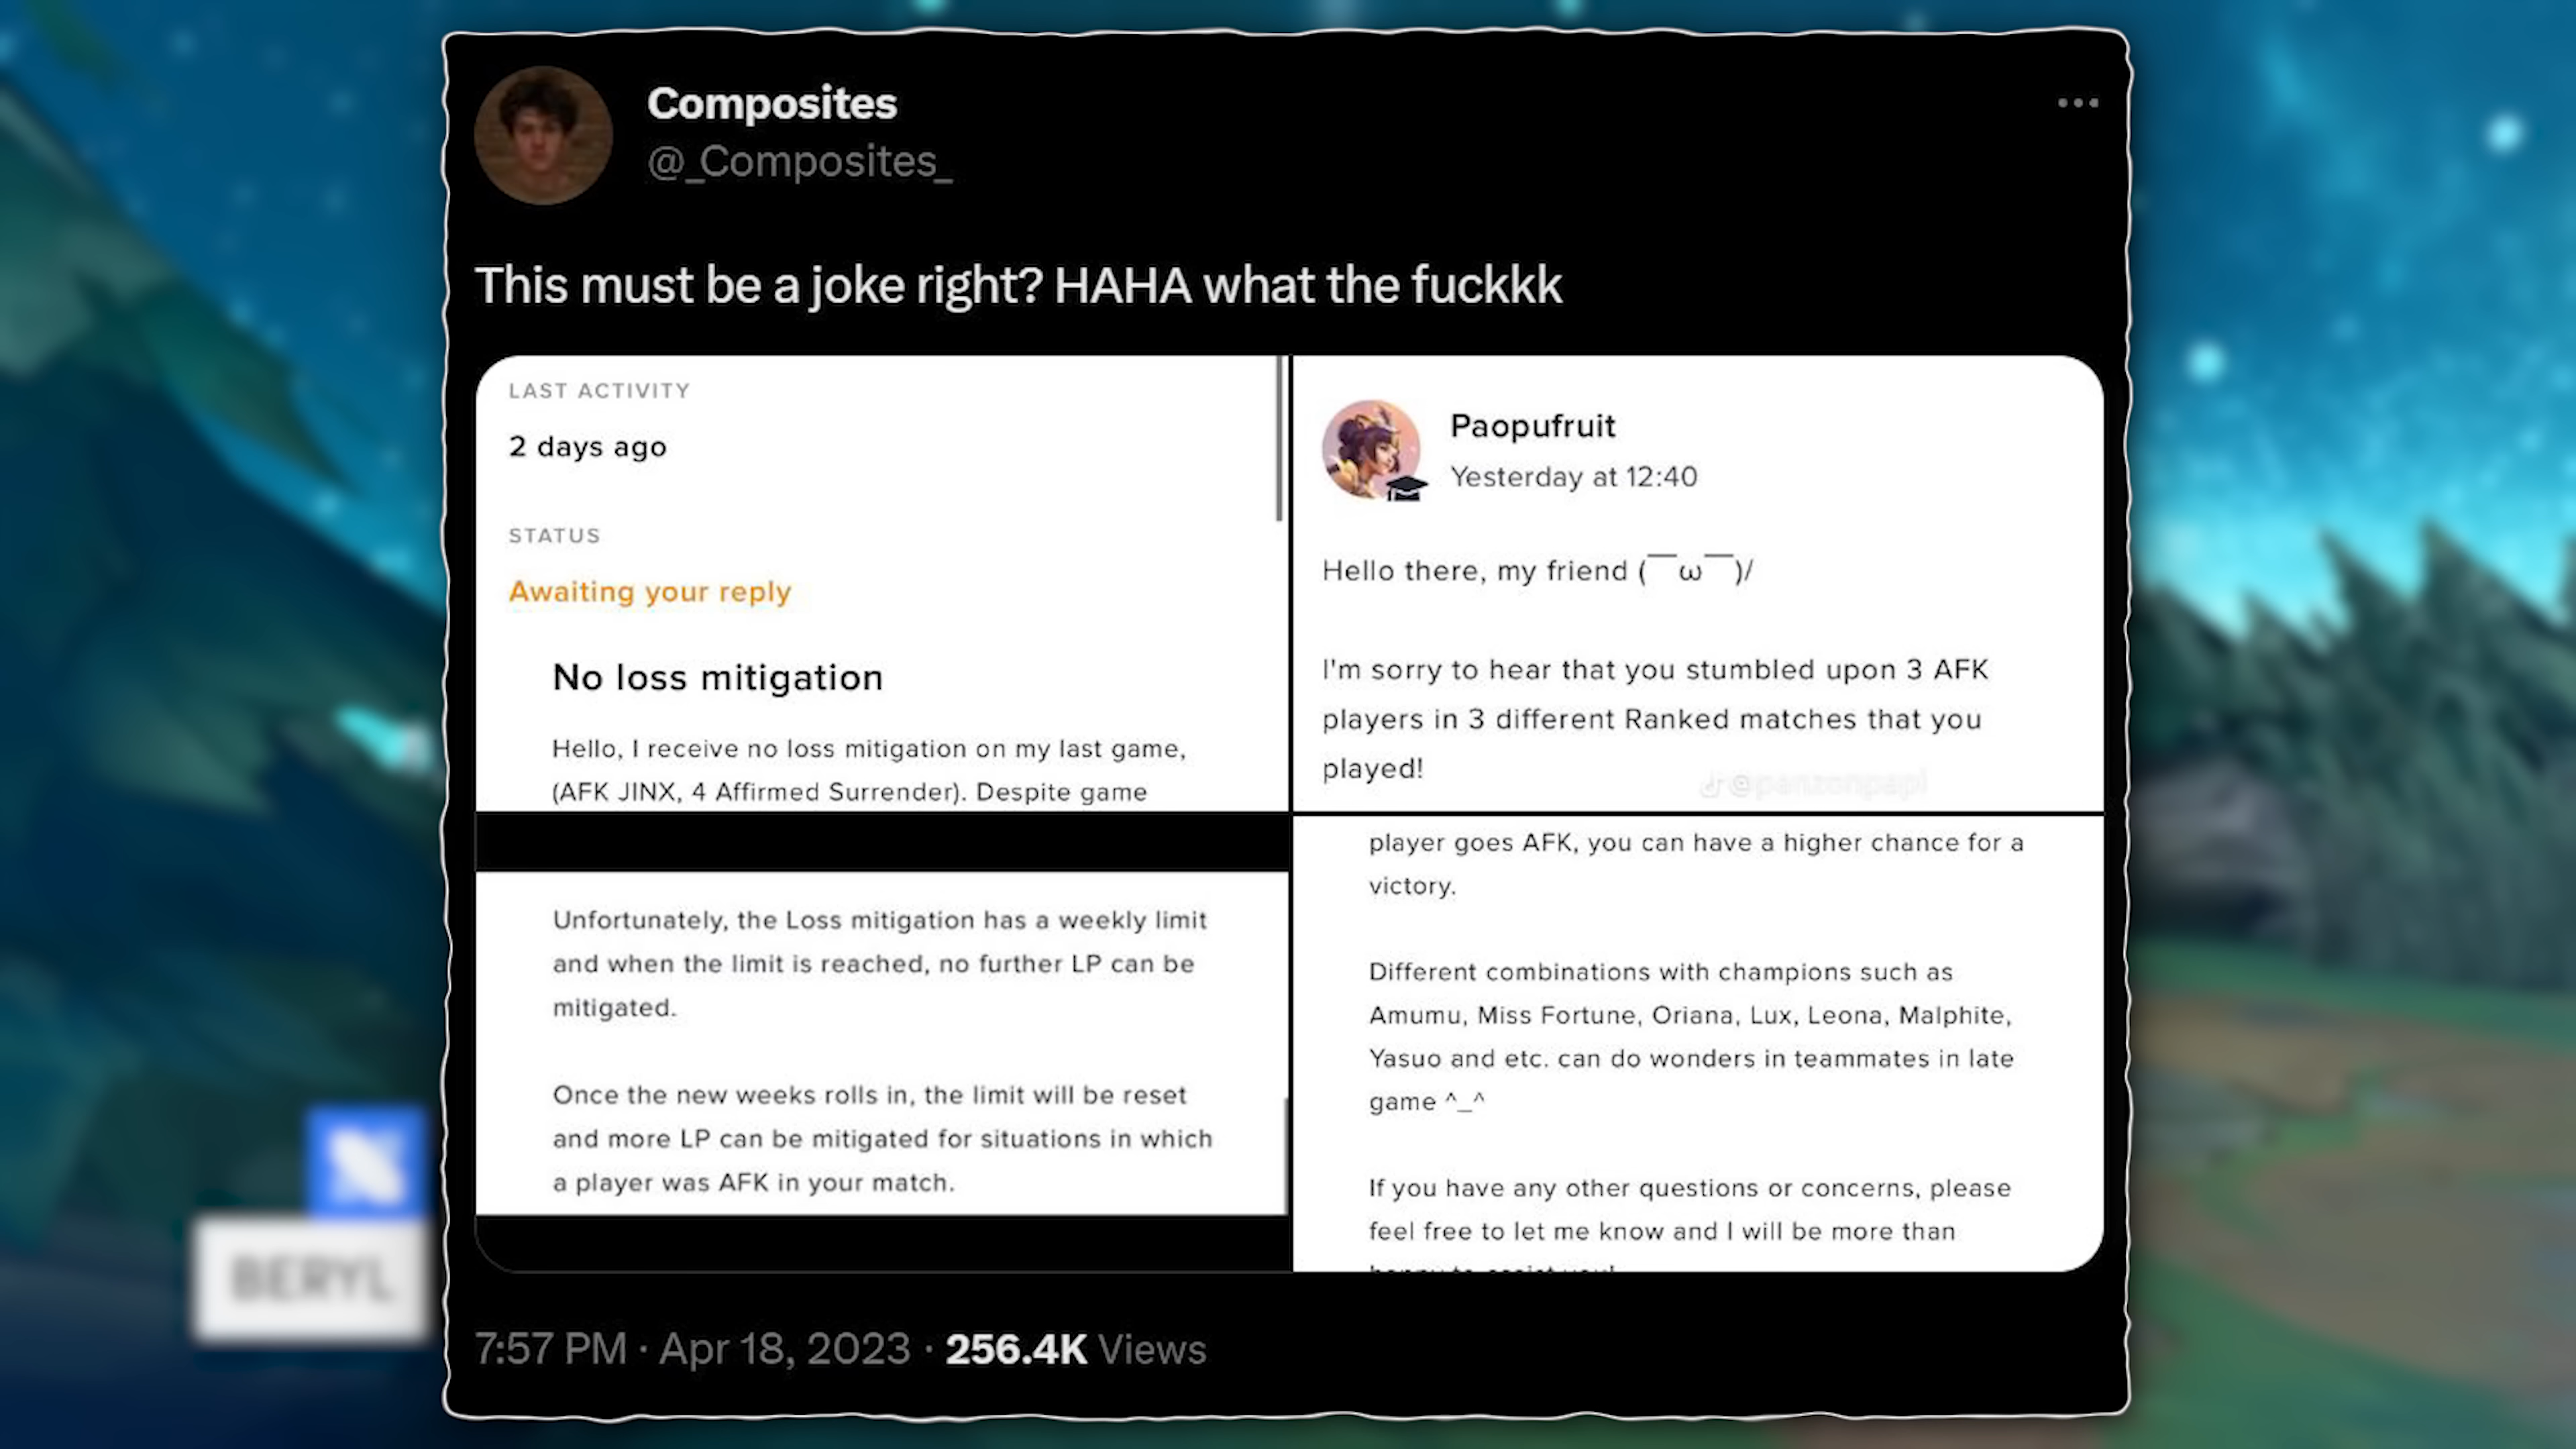 Composites
@_Composites_
This must be a joke right? HAHA what the fuckkk
LAST ACTIVITY
2 days ago
STATUS
Awaiting your reply
No loss mitigation
Hello, I receive no loss mitigation on my last game,
(AFK JINX, 4 Affirmed Surrender). Despite game
Paopufruit
Yesterday at 12:40
Hello there, my friend (¯ω¯)/
I'm sorry to hear that you stumbled upon 3 AFK
players in 3 different Ranked matches that you
played!
@panzonpapi
Unfortunately, the Loss mitigation has a weekly limit
and when the limit is reached, no further LP can be
mitigated.
Once the new weeks rolls in, the limit will be reset
and more LP can be mitigated for situations in which
a player was AFK in your match.
player goes AFK, you can have a higher chance for a
victory.
Different combinations with champions such as
Amumu, Miss Fortune, Oriana, Lux, Leona, Malphite,
Yasuo and etc. can do wonders in teammates in late
game ^_^
If you have any other questions or concerns, please
feel free to let me know and I will be more than
happy to assist you!
BERYL
7:57 PM · Apr 18, 2023 · 256.4K Views